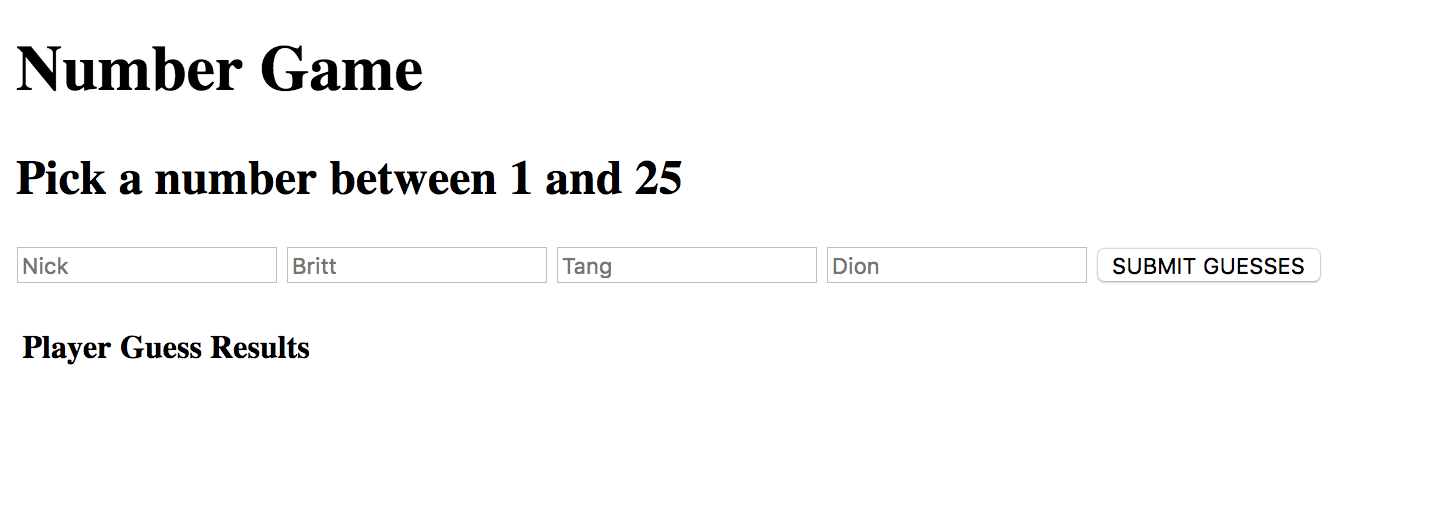 Number Game
Pick a number between 1 and 25
Nick Britt Tang Dion SUBMIT GUESSES
Player Guess Results